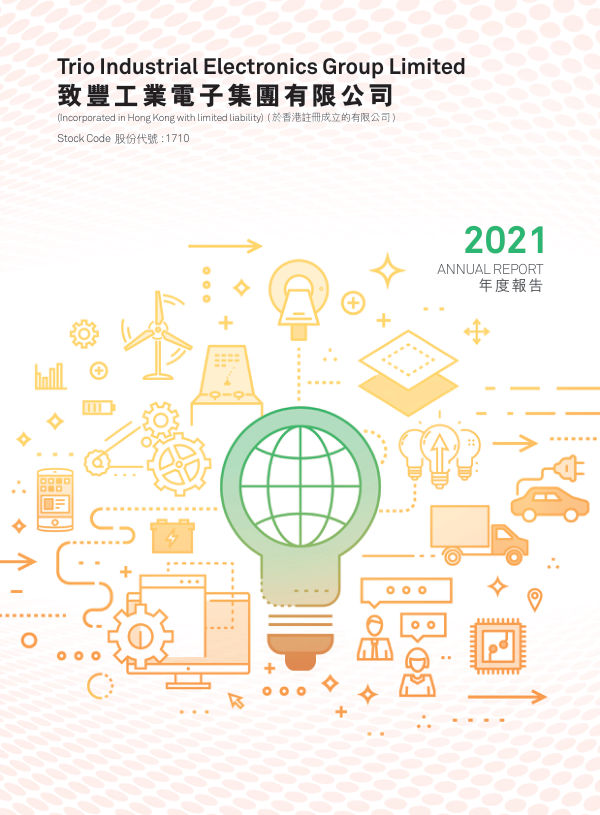 Trio Industrial Electronics Group Limited
致豐工業電子集團有限公司
(Incorporated in Hong Kong with limited liability) (於香港註冊成立的有限公司)
Stock Code 股份代號 : 1710
2021
ANNUAL REPORT
年度報告